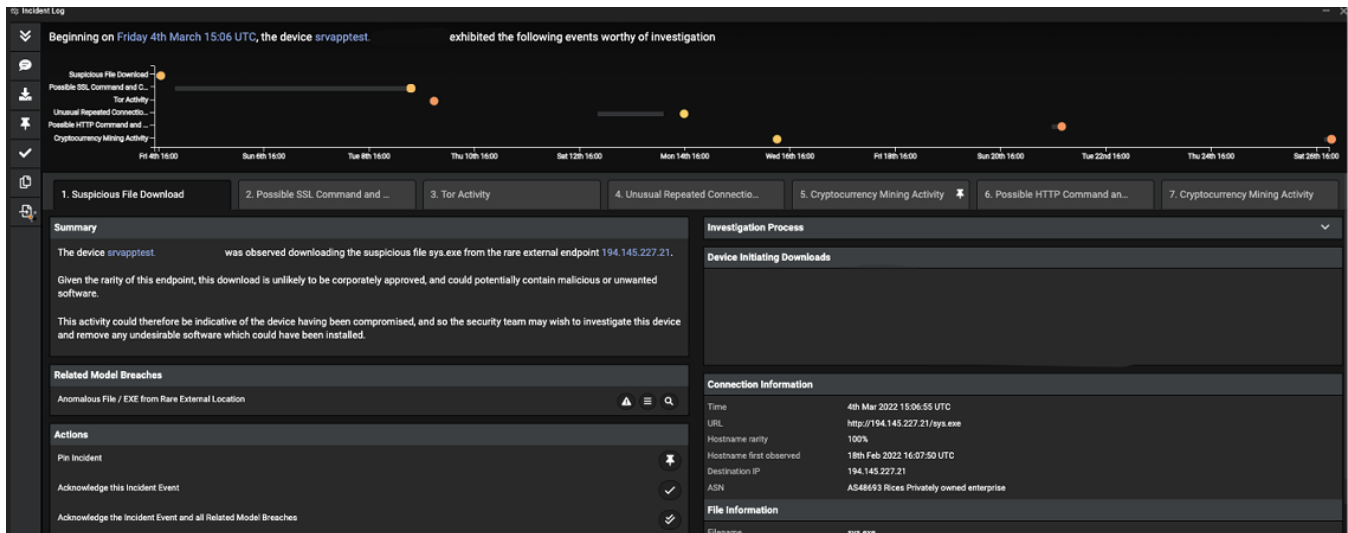 Incident Log
Beginning on Friday 4th March 15:06 UTC, the device srvapptest. exhibited the following events worthy of investigation
Suspicious File Download
Possible SSL Command and C...
Tor Activity
Unusual Repeated Connectio...
Possible HTTP Command and ...
Cryptocurrency Mining Activity
Fri 4th 16:00 Sun 6th 16:00 Tue 8th 16:00 Thu 10th 16:00 Sat 12th 16:00 Mon 14th 16:00 Wed 16th 16:00 Fri 18th 16:00 Sun 20th 16:00 Tue 22nd 16:00 Thu 24th 16:00 Sat 26th 16:00
1. Suspicious File Download 2. Possible SSL Command and ... 3. Tor Activity 4. Unusual Repeated Connectio... 5. Cryptocurrency Mining Activity 6. Possible HTTP Command an... 7. Cryptocurrency Mining Activity
Summary
The device srvapptest. was observed downloading the suspicious file sys.exe from the rare external endpoint 194.145.227.21.
Given the rarity of this endpoint, this download is unlikely to be corporately approved, and could potentially contain malicious or unwanted
software.
This activity could therefore be indicative of the device having been compromised, and so the security team may wish to investigate this device
and remove any undesirable software which could have been installed.
Related Model Breaches
Anomalous File / EXE from Rare External Location
Actions
Pin Incident
Acknowledge this Incident Event
Acknowledge the Incident Event and all Related Model Breaches
Investigation Process
Device Initiating Downloads
Connection Information
Time 4th Mar 2022 15:06:55 UTC
URL http://194.145.227.21/sys.exe
Hostname rarity 100%
Hostname first observed 18th Feb 2022 16:07:50 UTC
Destination IP 194.145.227.21
ASN AS48693 Rices Privately owned enterprise
File Information
Filename sys.exe